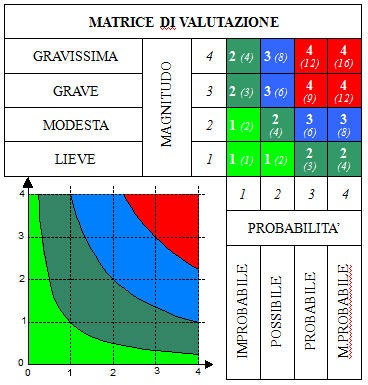 MATRICE DI VALUTAZIONE
GRAVISSIMA 4 2 (4) 3 (8) 4 (12) 4 (16)
GRAVE 3 2 (3) 3 (6) 4 (9) 4 (12)
MODESTA 2 1 (2) 2 (4) 3 (6) 3 (8)
LIEVE 1 1 (1) 1 (2) 2 (3) 2 (4)
MAGNITUDO
1 2 3 4
PROBABILITA'
IMPROBABILE
POSSIBILE
PROBABILE
M.PROBABILE
4
3
2
1
0
0 1 2 3 4